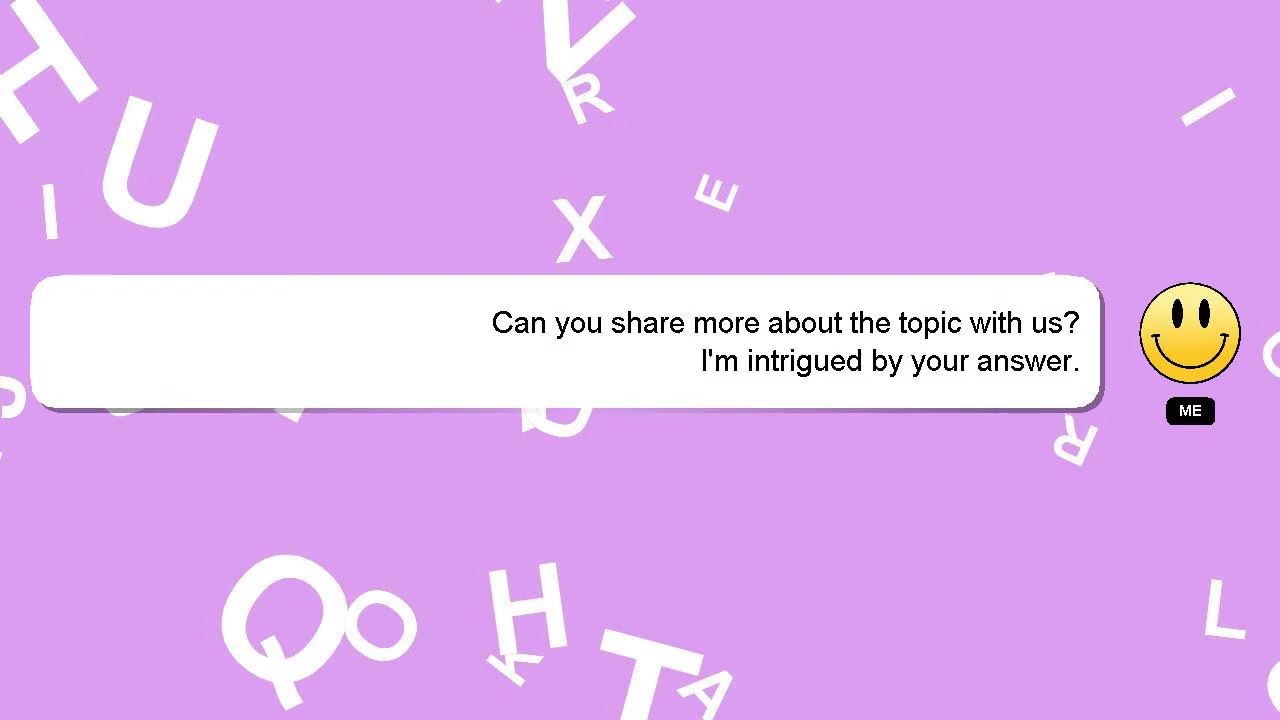 H
U
V
R
I
I
E
X
Can you share more about the topic with us?
I'm intrigued by your answer.
ME
R
Q
O
H
K
T
A
L